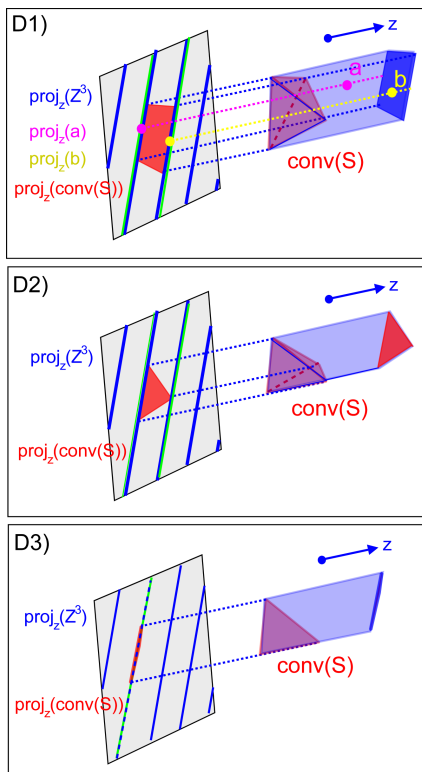 D1)
z
proj_z(Z^3)
a
b
proj_z(a)
proj_z(b)
conv(S)
proj_z(conv(S))
D2)
z
proj_z(Z^3)
conv(S)
proj_z(conv(S))
D3)
z
proj_z(Z^3)
conv(S)
proj_z(conv(S))